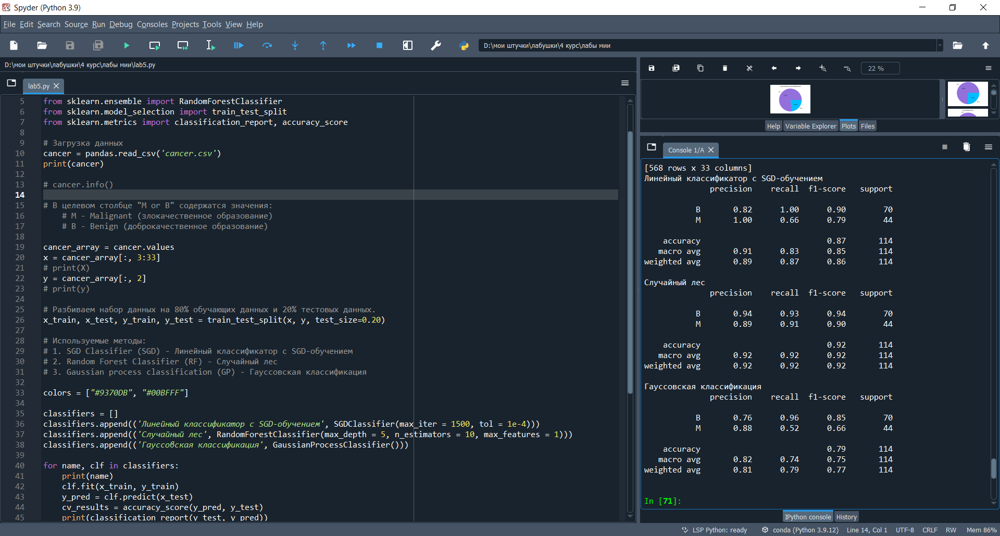 Spyder (Python 3.9)
File Edit Search Source Run Debug Consoles Projects Tools View Help
D:\мои штучки\лабушки\4 курс\лабы мии
D:\мои штучки\лабушки\4 курс\лабы мии\lab5.py
lab5.py
5 from sklearn.ensemble import RandomForestClassifier
6 from sklearn.model_selection import train_test_split
7 from sklearn.metrics import classification_report, accuracy_score
8
9 # Загрузка данных
10 cancer = pandas.read_csv('cancer.csv')
11 print(cancer)
12
13 # cancer.info()
14
15 # В целевом столбце "M or B" содержатся значения:
16     # M - Malignant (злокачественное образование)
17     # B - Benign (доброкачественное образование)
18
19 cancer_array = cancer.values
20 x = cancer_array[:, 3:33]
21 # print(X)
22 y = cancer_array[:, 2]
23 # print(y)
24
25 # Разбиваем набор данных на 80% обучающих данных и 20% тестовых данных.
26 x_train, x_test, y_train, y_test = train_test_split(x, y, test_size=0.20)
27
28 # Используемые методы:
29 # 1. SGD Classifier (SGD) - Линейный классификатор с SGD-обучением
30 # 2. Random Forest Classifier (RF) - Случайный лес
31 # 3. Gaussian process classification (GP) - Гауссовская классификация
32
33 colors = ["#9370DB", "#00BFFF"]
34
35 classifiers = []
36 classifiers.append(('Линейный классификатор с SGD-обучением', SGDClassifier(max_iter = 1500, tol = 1e-4)))
37 classifiers.append(('Случайный лес', RandomForestClassifier(max_depth = 5, n_estimators = 10, max_features = 1)))
38 classifiers.append(('Гауссовская классификация', GaussianProcessClassifier()))
39
40 for name, clf in classifiers:
41     print(name)
42     clf.fit(x_train, y_train)
43     y_pred = clf.predict(x_test)
44     cv_results = accuracy_score(y_pred, y_test)
45     print(classification_report(y_test, y_pred))
22 %
Help Variable Explorer Plots Files
Console 1/A
[568 rows x 33 columns]
Линейный классификатор с SGD-обучением
precision recall f1-score support
B 0.82 1.00 0.90 70
M 1.00 0.66 0.79 44
accuracy 0.87 114
macro avg 0.91 0.83 0.85 114
weighted avg 0.89 0.87 0.86 114
Случайный лес
precision recall f1-score support
B 0.94 0.93 0.94 70
M 0.89 0.91 0.90 44
accuracy 0.92 114
macro avg 0.92 0.92 0.92 114
weighted avg 0.92 0.92 0.92 114
Гауссовская классификация
precision recall f1-score support
B 0.76 0.96 0.85 70
M 0.88 0.52 0.66 44
accuracy 0.79 114
macro avg 0.82 0.74 0.75 114
weighted avg 0.81 0.79 0.77 114
In [71]:
IPython console History
LSP Python: ready conda (Python 3.9.12) Line 14, Col 1 UTF-8 CRLF RW Mem 86%